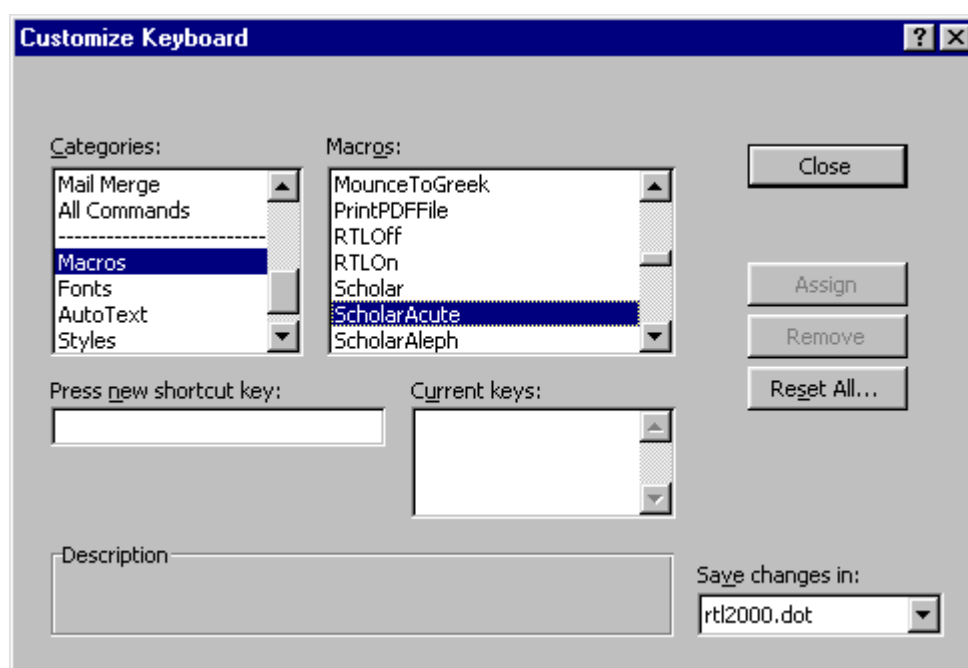 Customize Keyboard
Categories:
Mail Merge
All Commands
--------------------------
Macros
Fonts
AutoText
Styles
Macros:
MounceToGreek
PrintPDFFile
RTLOff
RTLOn
Scholar
ScholarAcute
ScholarAleph
Close
Assign
Remove
Reset All...
Press new shortcut key:
Current keys:
Description
Save changes in:
rtl2000.dot